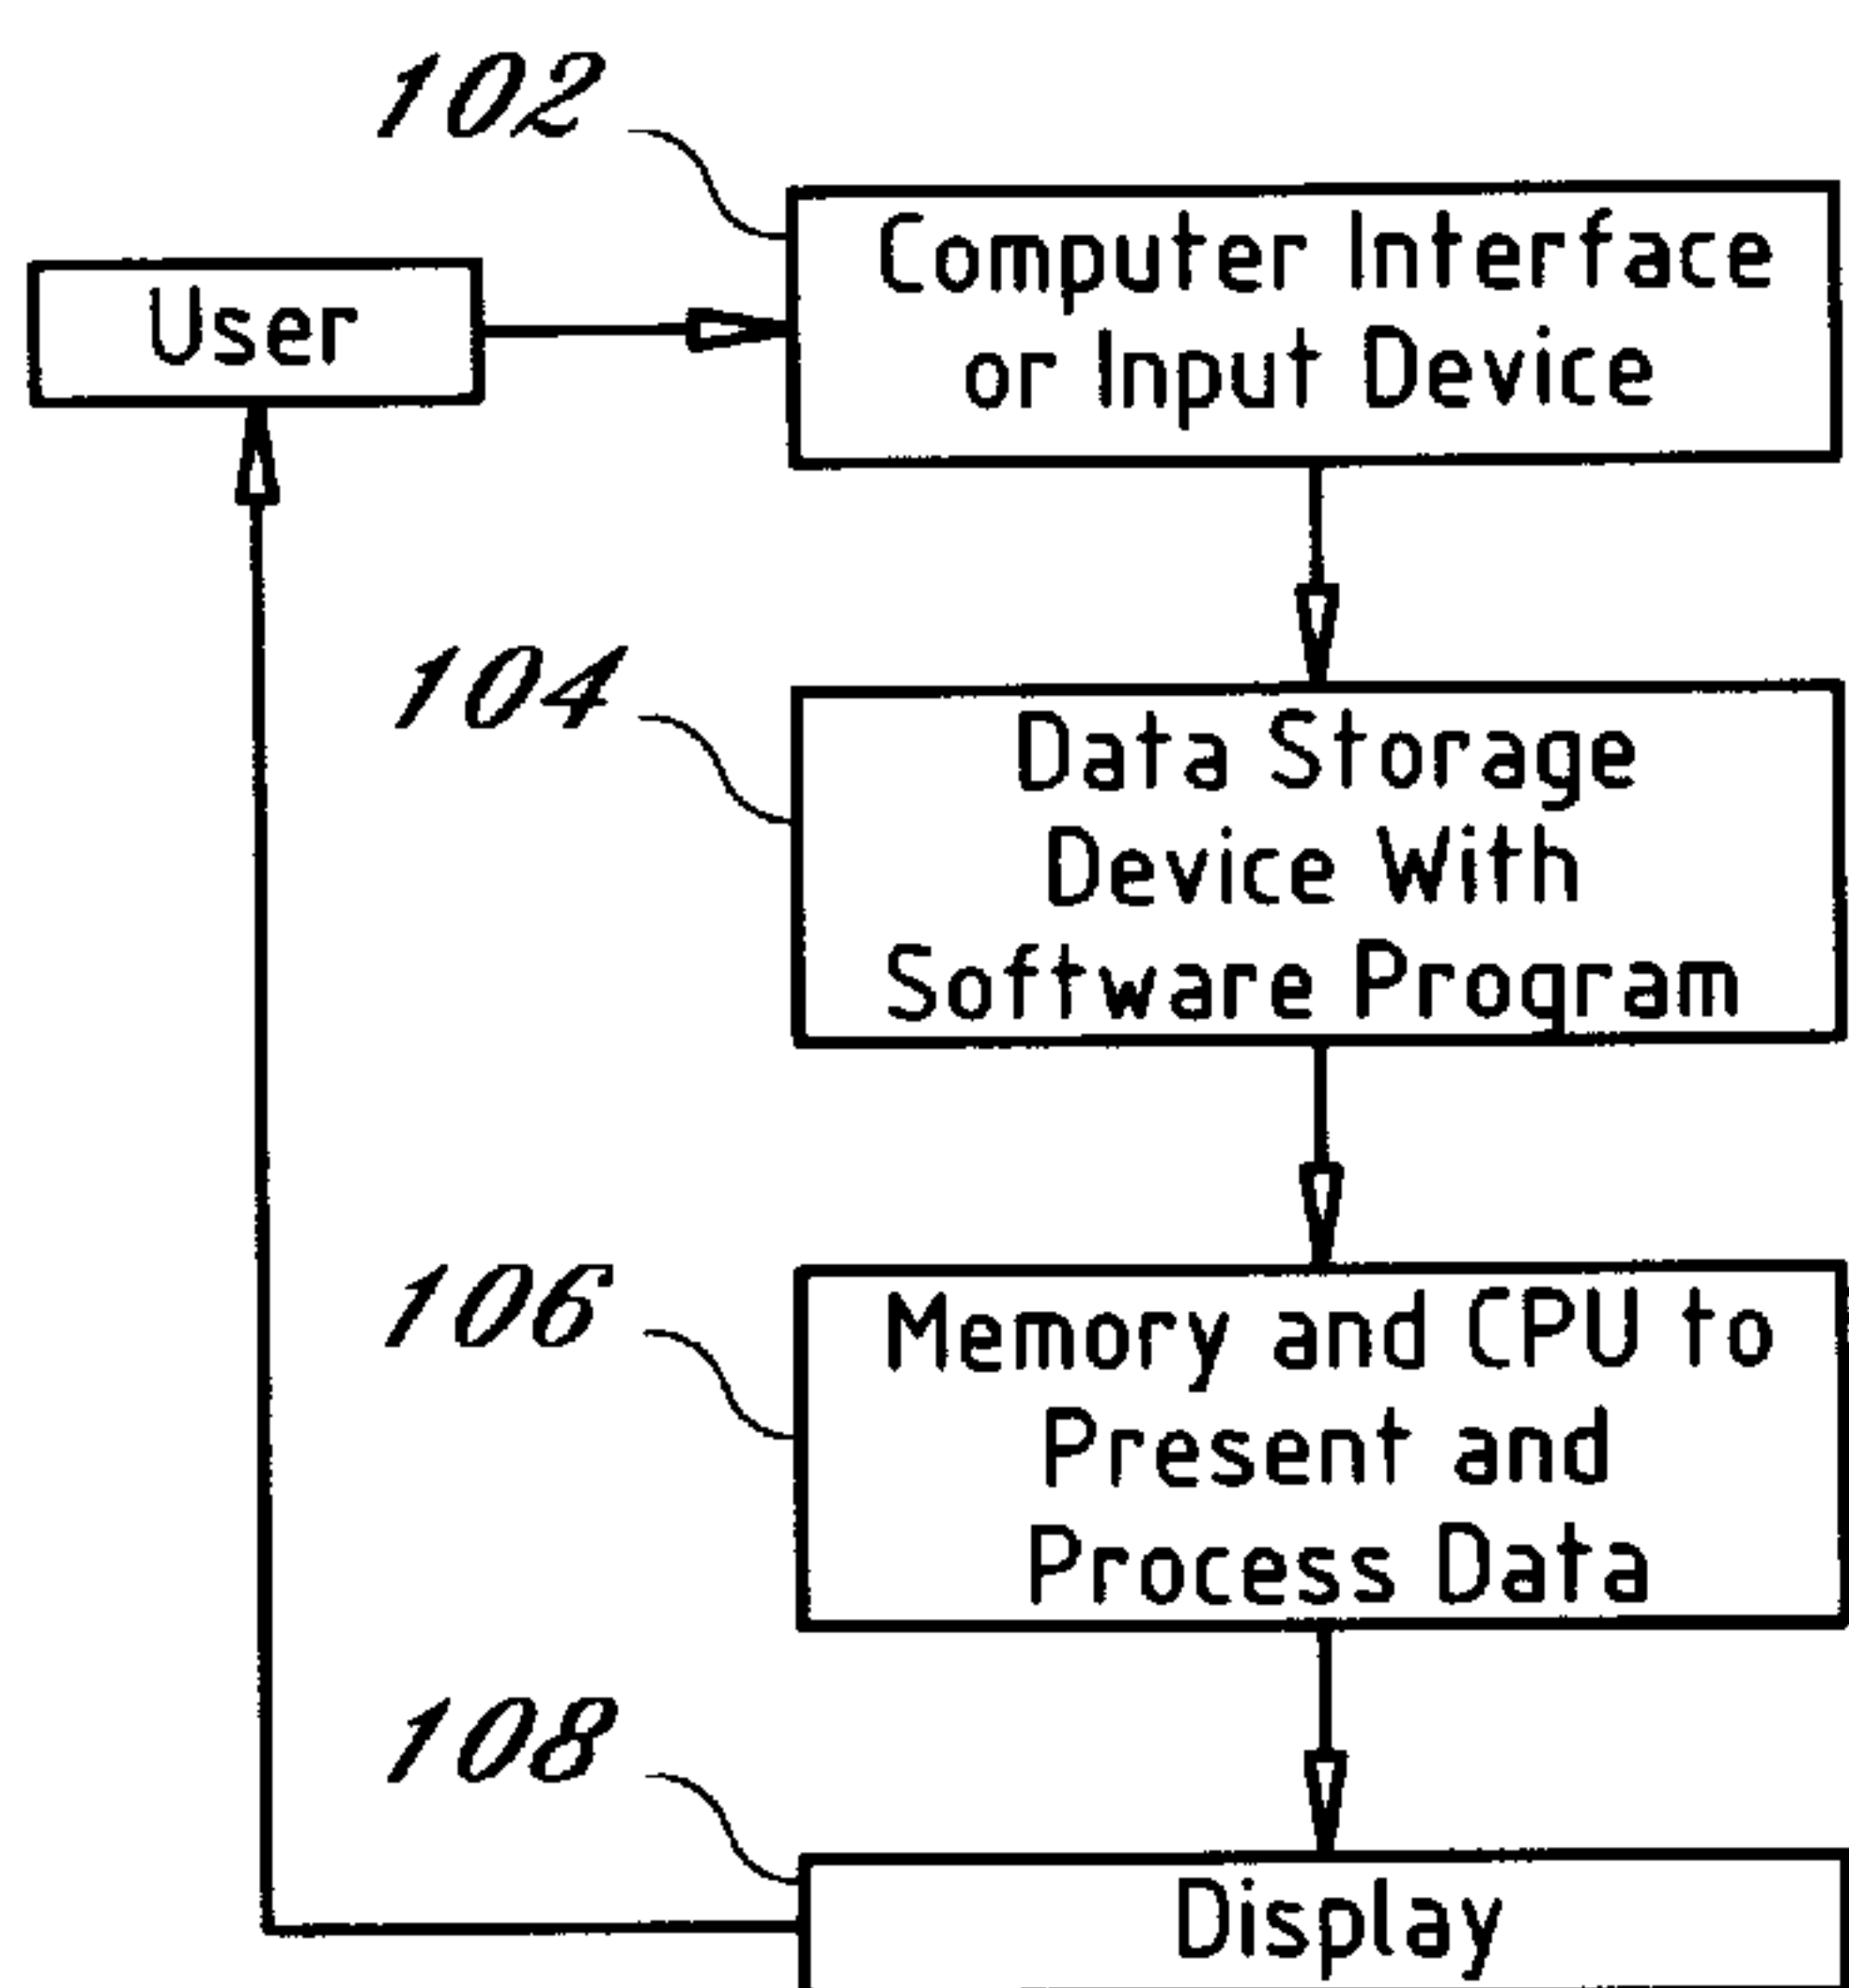 102
Computer Interface
or Input Device
User
104
Data Storage
Device With
Software Program
106
Memory and CPU to
Present and
Process Data
108
Display